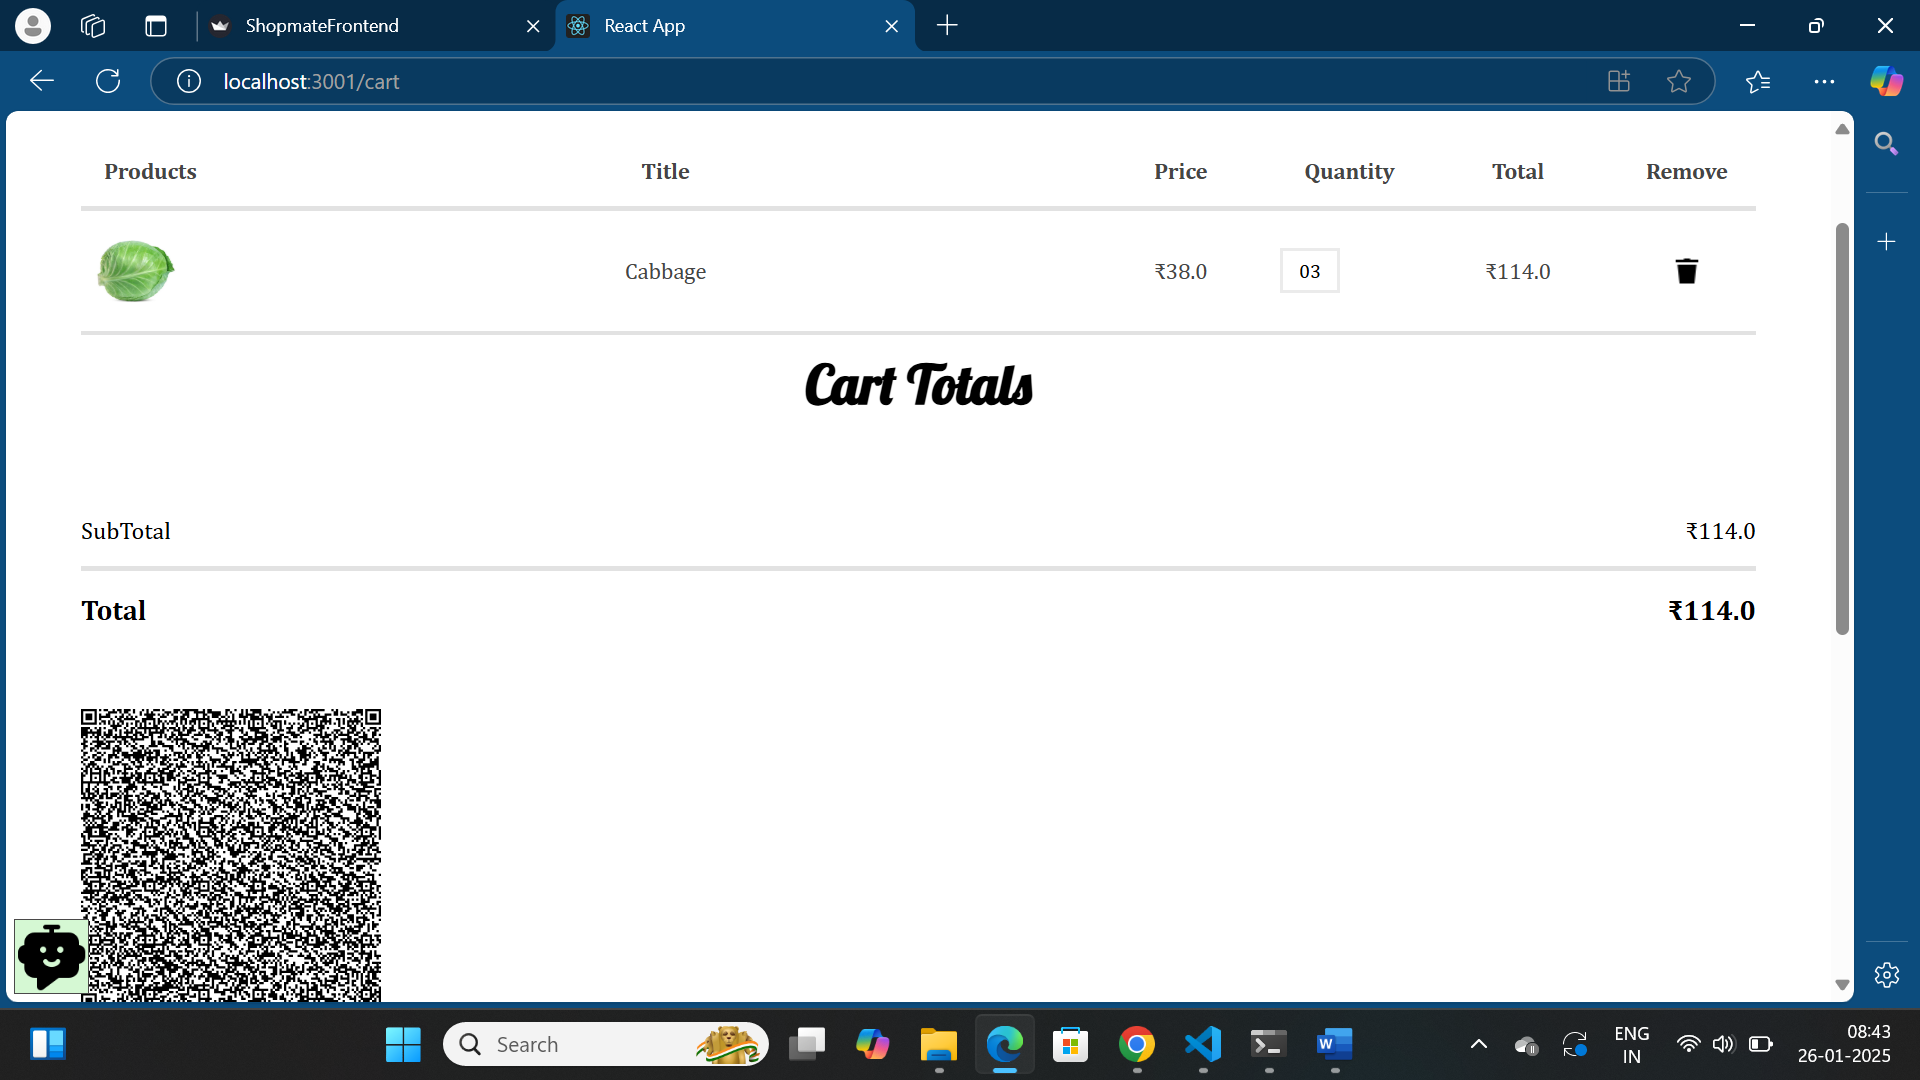 ShopmateFrontend
React App
localhost:3001/cart
Products Title Price Quantity Total Remove
Cabbage ₹38.0 03 ₹114.0
Cart Totals
SubTotal ₹114.0
Total ₹114.0
Search
ENG
IN
08:43
26-01-2025